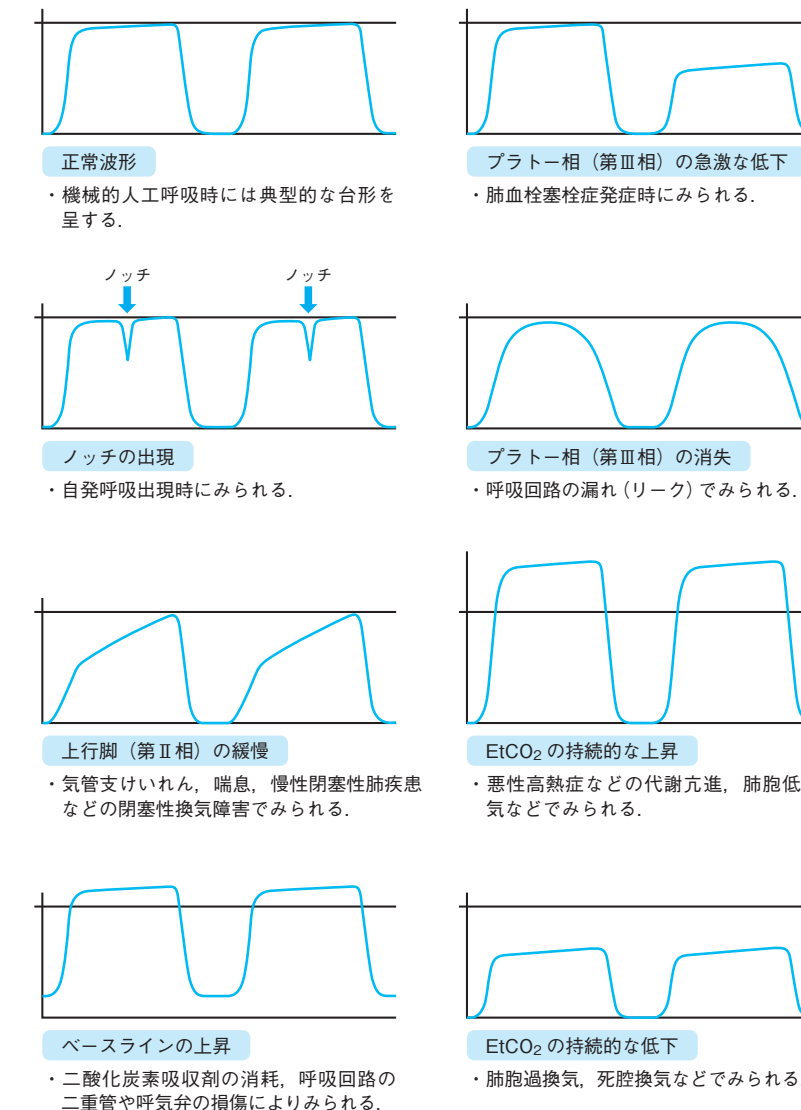 正常波形
・機械的人工呼吸時には典型的な台形を
呈する.
プラトー相（第Ⅲ相）の急激な低下
・肺血栓塞栓症発症時にみられる.
ノッチ
ノッチ
ノッチの出現
・自発呼吸出現時にみられる.
プラトー相（第Ⅲ相）の消失
・呼吸回路の漏れ（リーク）でみられる.
上行脚（第Ⅱ相）の緩慢
・気管支けいれん，喘息，慢性閉塞性肺疾患
などの閉塞性換気障害でみられる.
EtCO₂ の持続的な上昇
・悪性高熱症などの代謝亢進，肺胞低
気などでみられる.
ベースラインの上昇
・二酸化炭素吸収剤の消耗，呼吸回路の
二重管や呼気弁の損傷によりみられる.
EtCO₂ の持続的な低下
・肺胞過換気，死腔換気などでみられる